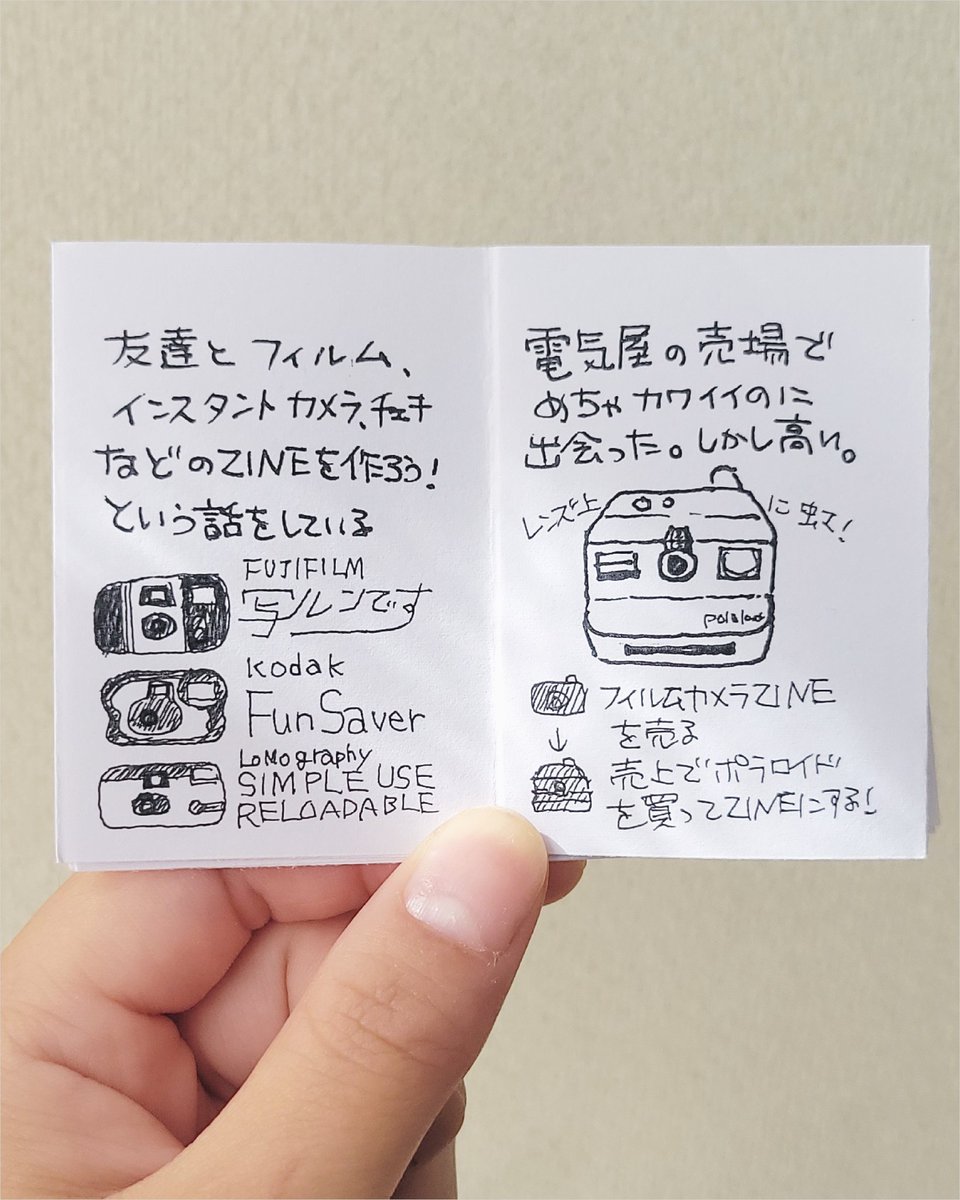 友達とフィルム、
インスタントカメラ、チェキ
などのZINEを作ろう!
という話をしている
FUJIFILM
写ルンです
Kodak
FunSaver
LOMography
SIMPLE USE
RELOADABLE
電気屋の売場で
めちゃカワイイのに
出会った。しかし高い。
レンズ上に虹て!
polaroid
フィルムカメラZINE
を売る
↓
売上でポラロイド
を買ってZINEにする!